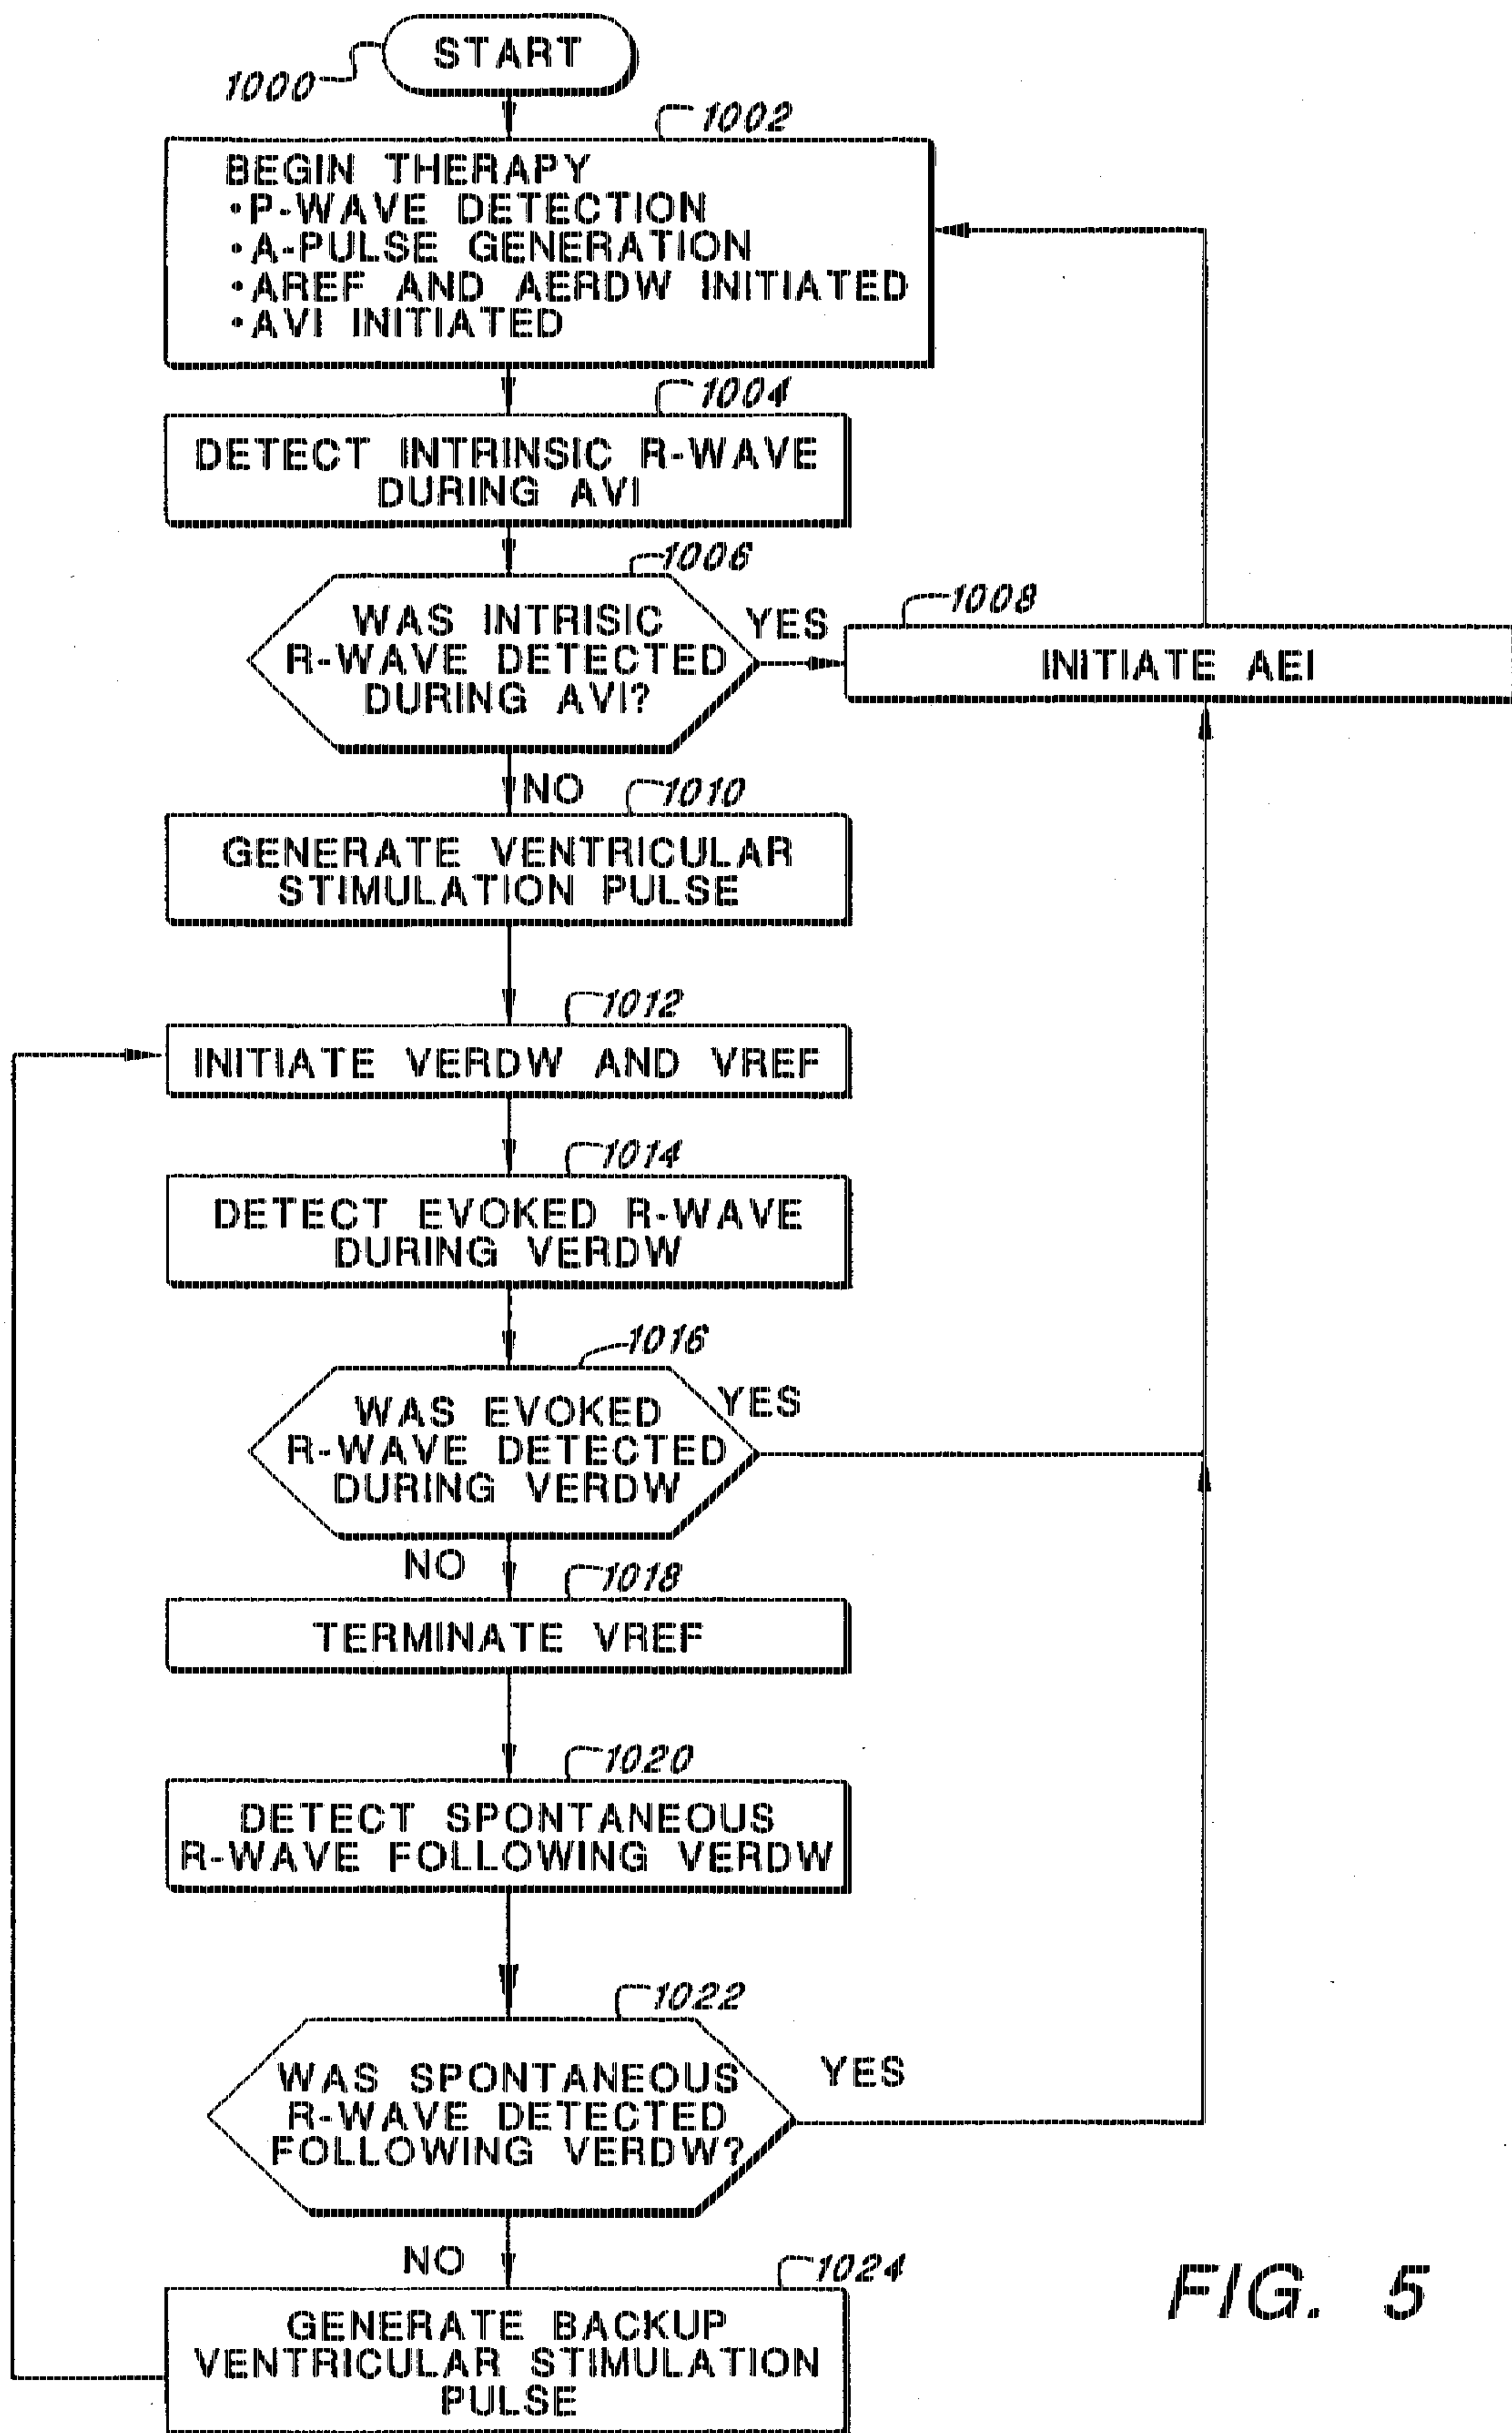 START
1000
1002
BEGIN THERAPY
•P-WAVE DETECTION
•A-PULSE GENERATION
•AREF AND AERDW INITIATED
•AVI INITIATED
1004
DETECT INTRINSIC R-WAVE
DURING AVI
1006
WAS INTRISIC
R-WAVE DETECTED
DURING AVI?
YES
1008
INITIATE AEI
NO
1010
GENERATE VENTRICULAR
STIMULATION PULSE
1012
INITIATE VERDW AND VREF
1014
DETECT EVOKED R-WAVE
DURING VERDW
1016
WAS EVOKED
R-WAVE DETECTED
DURING VERDW
YES
NO
1018
TERMINATE VREF
1020
DETECT SPONTANEOUS
R-WAVE FOLLOWING VERDW
1022
WAS SPONTANEOUS
R-WAVE DETECTED
FOLLOWING VERDW?
YES
NO
1024
GENERATE BACKUP
VENTRICULAR STIMULATION
PULSE
FIG. 5